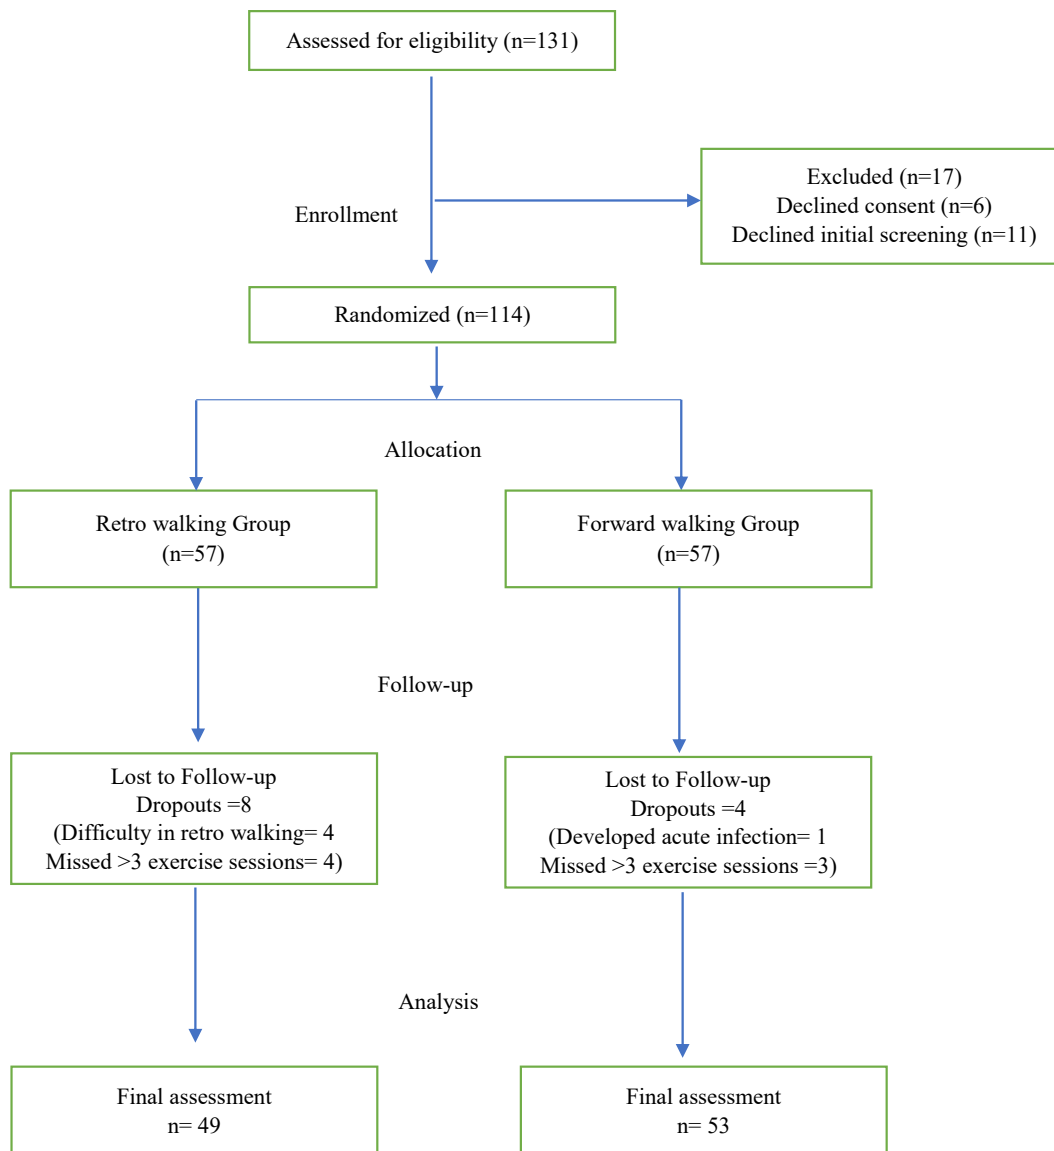 Assessed for eligibility (n=131)
Excluded (n=17)
Declined consent (n=6)
Declined initial screening (n=11)
Enrollment
Randomized (n=114)
Allocation
Retro walking Group
(n=57)
Forward walking Group
(n=57)
Follow-up
Lost to Follow-up
Dropouts =8
(Difficulty in retro walking= 4
Missed >3 exercise sessions= 4)
Lost to Follow-up
Dropouts =4
(Developed acute infection= 1
Missed >3 exercise sessions =3)
Analysis
Final assessment
n= 49
Final assessment
n= 53